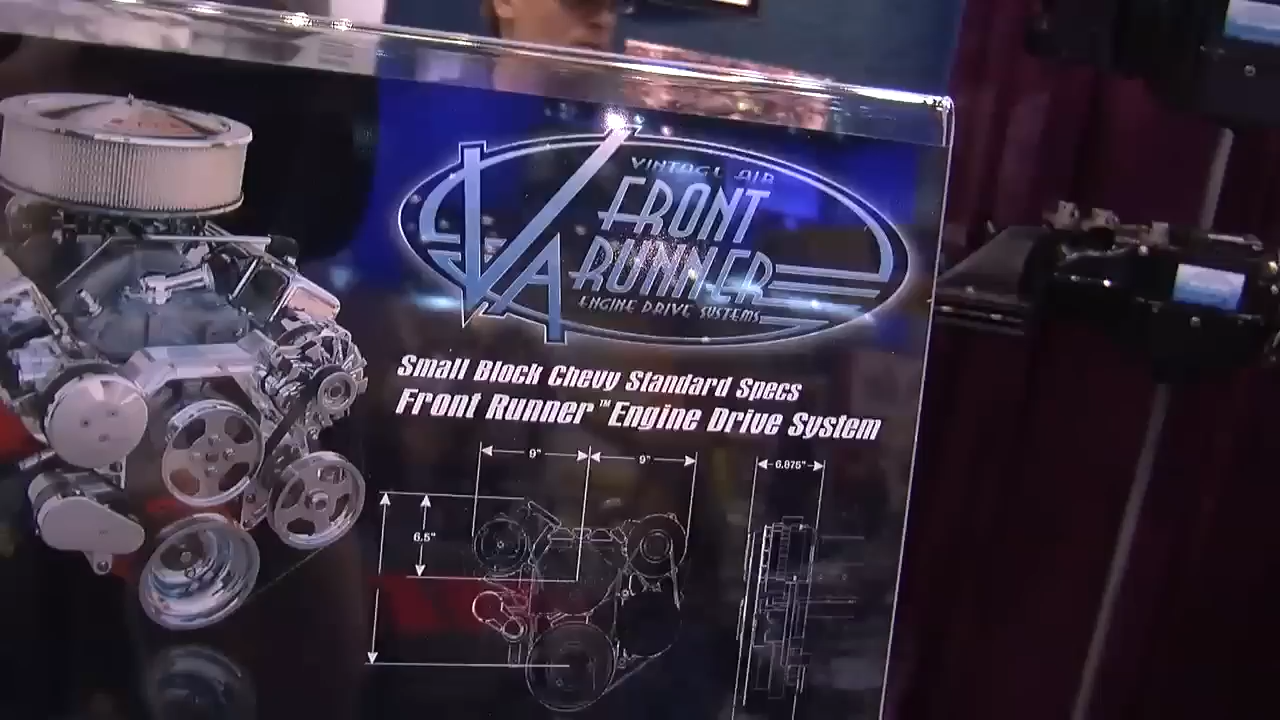 VINTAGE AIR
VA
FRONT
RUNNER
ENGINE DRIVE SYSTEMS
Small Block Chevy Standard Specs
Front Runner™ Engine Drive System
9" 9" 6.875"
6.5"